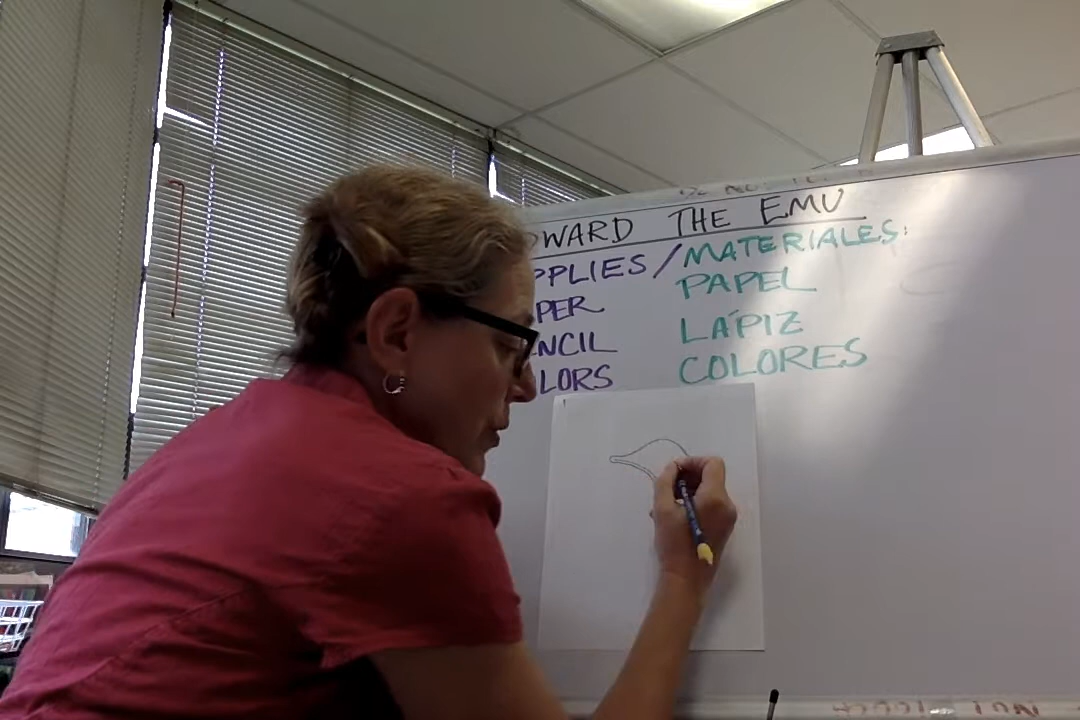 DWARD THE EMU
PPLIES / MATERIALES:
PER PAPEL
NCIL LÁPIZ
LORS COLORES